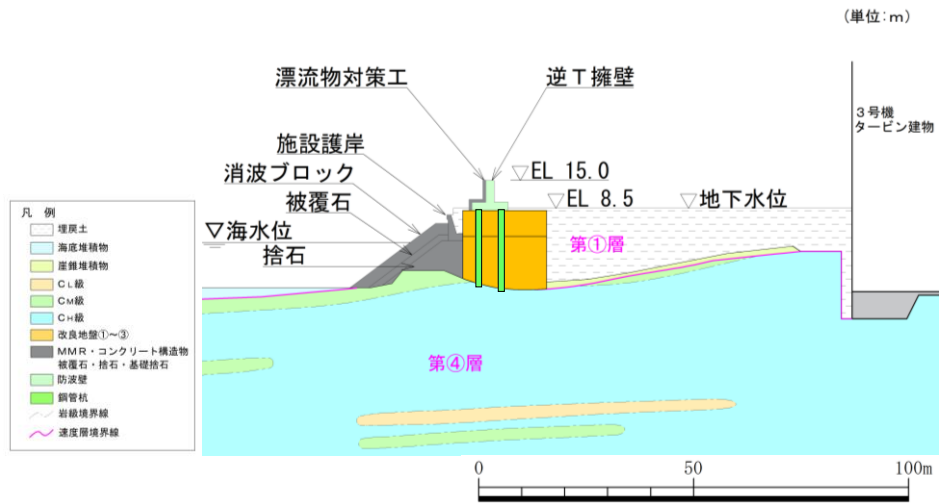 (単位:m)
漂流物対策工
逆T擁壁
3号機
タービン建物
施設護岸
消波ブロック
被覆石
捨石
▽EL 15.0
▽EL 8.5
▽地下水位
▽海水位
第①層
第④層
凡 例
埋戻土
海底堆積物
崖錐堆積物
CL級
CM級
CH級
改良地盤①~③
MMR・コンクリート構造物
被覆石・捨石・基礎捨石
防波壁
鋼管杭
岩級境界線
速度層境界線
0
50
100m